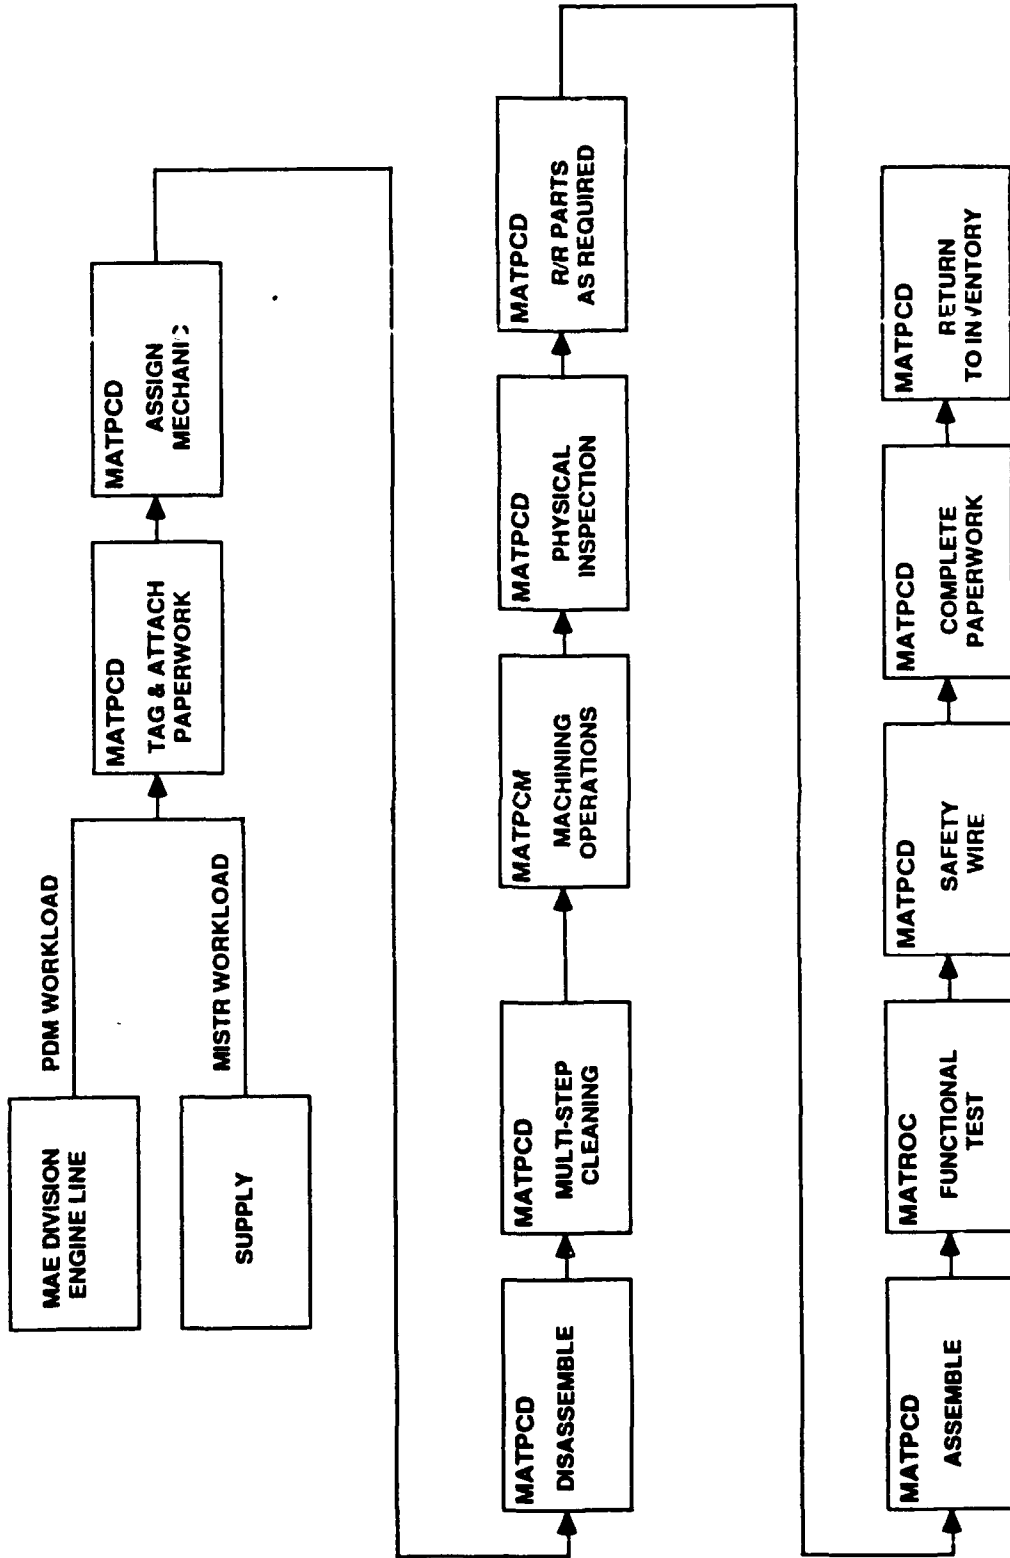 MAE DIVISION
ENGINE LINE
PDM WORKLOAD
SUPPLY
MISTR WORKLOAD
MATPCD
TAG & ATTACH
PAPERWORK
MATPCD
ASSIGN
MECHANIC
MATPCD
DISASSEMBLE
MATPCD
MULTI-STEP
CLEANING
MATPCM
MACHINING
OPERATIONS
MATPCD
PHYSICAL
INSPECTION
MATPCD
R/R PARTS
AS REQUIRED
MATPCD
ASSEMBLE
MATROC
FUNCTIONAL
TEST
MATPCD
SAFETY
WIRE
MATPCD
COMPLETE
PAPERWORK
MATPCD
RETURN
TO INVENTORY